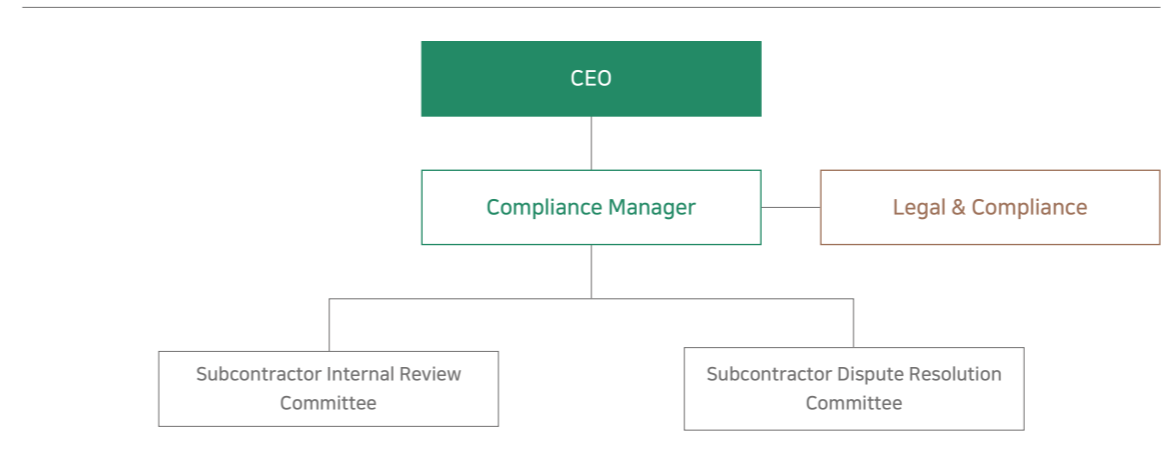 CEO
Compliance Manager
Legal & Compliance
Subcontractor Internal Review
Committee
Subcontractor Dispute Resolution
Committee